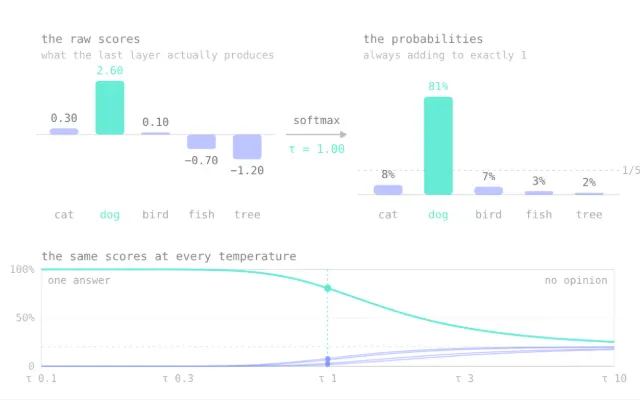 the raw scores
what the last layer actually produces
2.60
0.30
0.10
−0.70
−1.20
cat dog bird fish tree
softmax
τ = 1.00
the probabilities
always adding to exactly 1
81%
1/5
8%
7%
3%
2%
cat dog bird fish tree
the same scores at every temperature
100%
one answer
no opinion
50%
0
τ 0.1 τ 0.3 τ 1 τ 3 τ 10